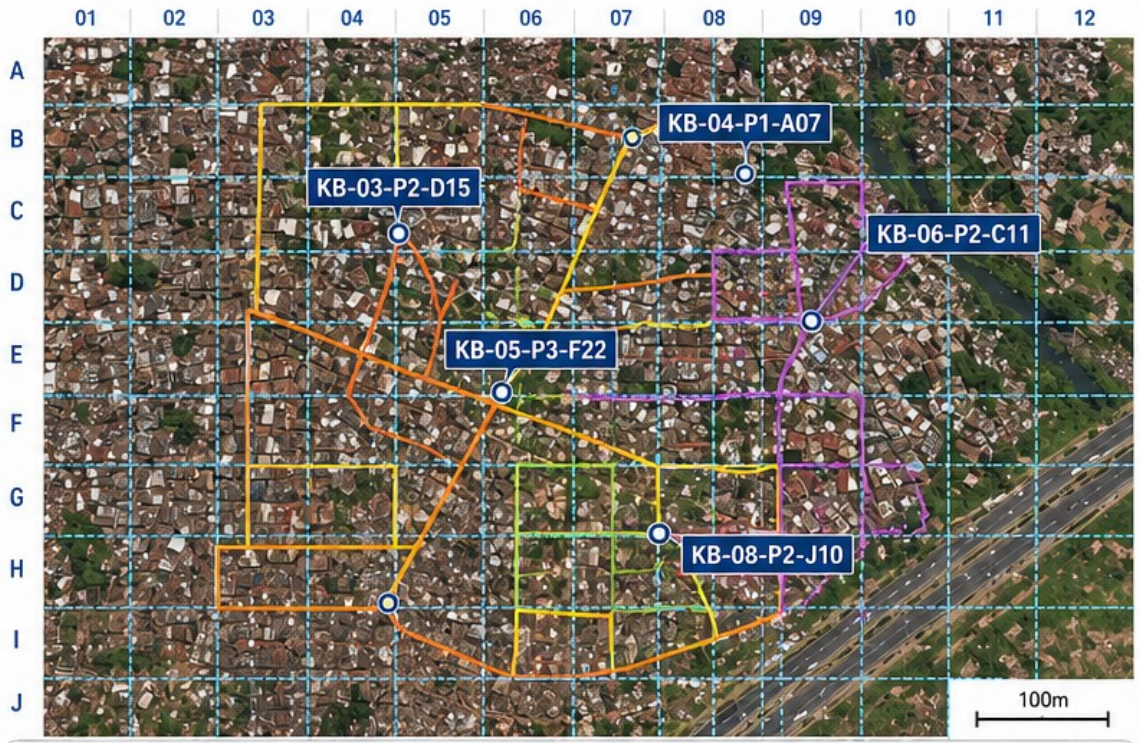 01 02 03 04 05 06 07 08 09 10 11 12
A
B
KB-04-P1-A07
C
KB-03-P2-D15
KB-06-P2-C11
D
E
KB-05-P3-F22
F
G
H
KB-08-P2-J10
I
J
100m